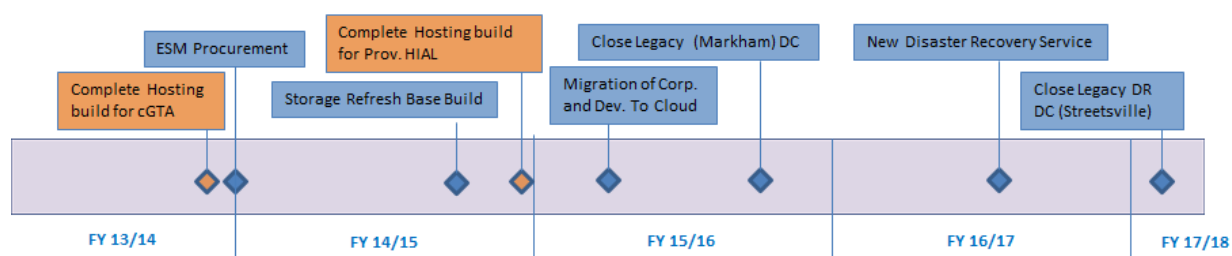 ESM Procurement
Complete Hosting build
for Prov. HIAL
Close Legacy (Markham) DC
New Disaster Recovery Service
Complete Hosting
build for cGTA
Storage Refresh Base Build
Migration of Corp.
and Dev. To Cloud
Close Legacy DR
DC (Streetsville)
FY 13/14
FY 14/15
FY 15/16
FY 16/17
FY 17/18